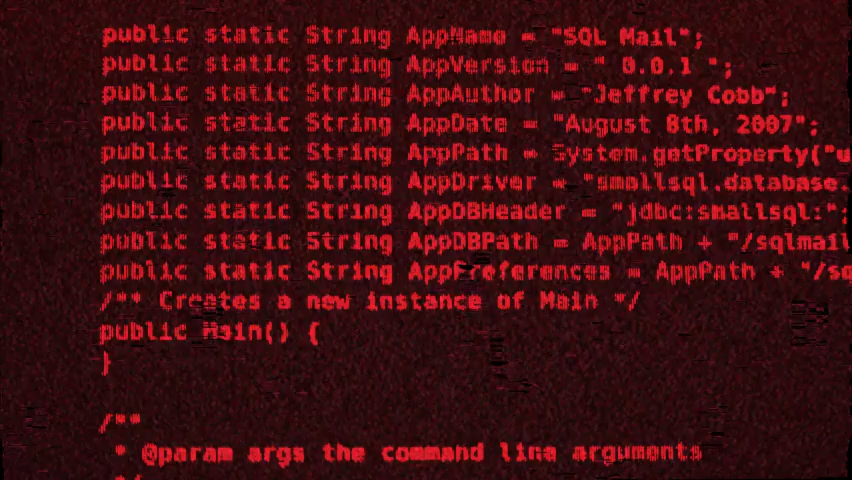 public static String AppName = "SQL Mail";
public static String AppVersion = " 0.0.1 ";
public static String AppAuthor = "Jeffrey Cobb";
public static String AppDate = "August 8th, 2007";
public static String AppPath = System.getProperty("u
public static String AppDriver = "smallsql.database.
public static String AppDBHeader = "jdbc:smallsql:";
public static String AppDBPath = AppPath + "/sqlmail
public static String AppPreferences = AppPath + "/sq
/** Creates a new instance of Main */
public Main() {
}
/**
* @param args the command line arguments
*/